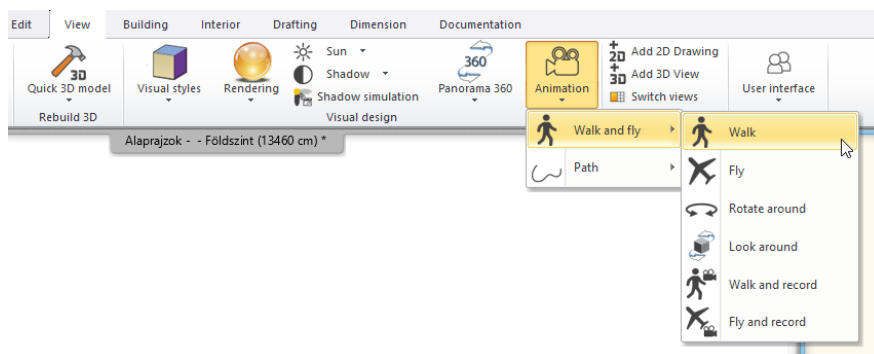 Edit View Building Interior Drafting Dimension Documentation
3D
Quick 3D model
Rebuild 3D
Visual styles
Rendering
Sun
Shadow
Shadow simulation
Visual design
360
Panorama 360
Animation
2D Add 2D Drawing
3D Add 3D View
Switch views
User interface
Alaprajzok - - Földszint (13460 cm) *
Walk and fly
Path
Walk
Fly
Rotate around
Look around
Walk and record
Fly and record